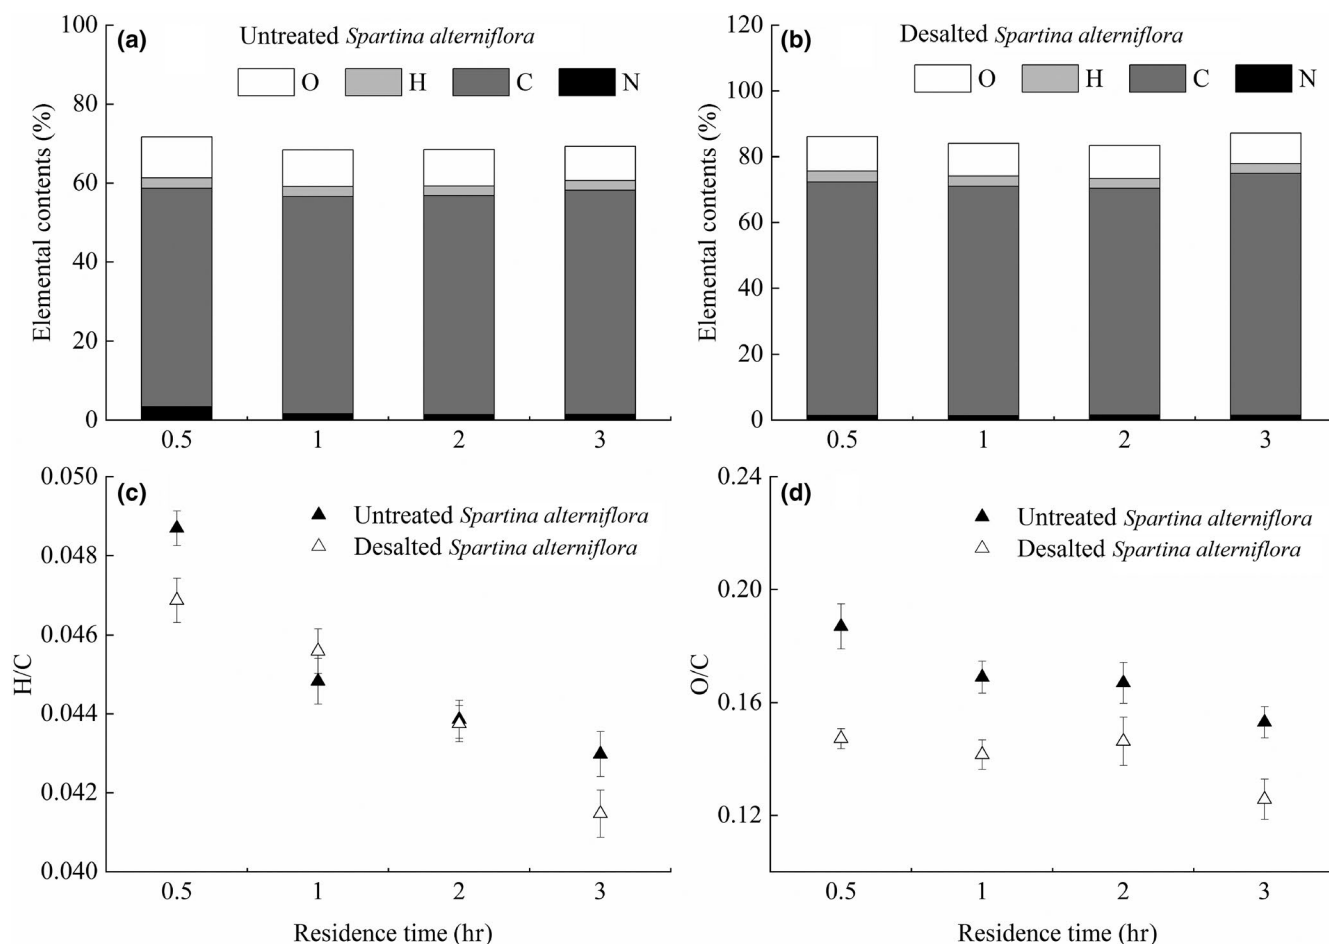 (a) Untreated Spartina alterniflora
O H C N
Elemental contents (%)
100
80
60
40
20
0
0.5 1 2 3
(b) Desalted Spartina alterniflora
O H C N
Elemental contents (%)
120
100
80
60
40
20
0
0.5 1 2 3
(c)
Untreated Spartina alterniflora
Desalted Spartina alterniflora
H/C
0.050
0.048
0.046
0.044
0.042
0.040
0.5 1 2 3
Residence time (hr)
(d)
Untreated Spartina alterniflora
Desalted Spartina alterniflora
O/C
0.24
0.20
0.16
0.12
0.5 1 2 3
Residence time (hr)